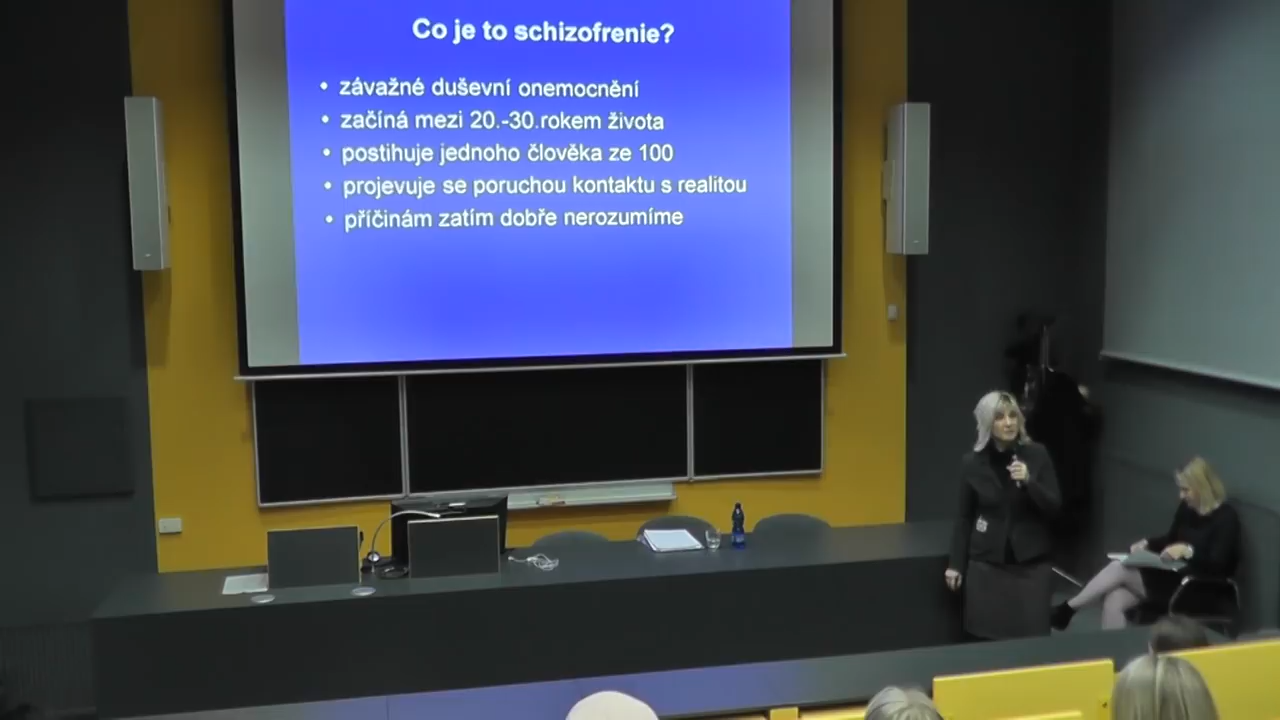 Co je to schizofrenie?
• závažné duševní onemocnění
• začíná mezi 20.-30.rokem života
• postihuje jednoho člověka ze 100
• projevuje se poruchou kontaktu s realitou
• příčinám zatím dobře nerozumíme